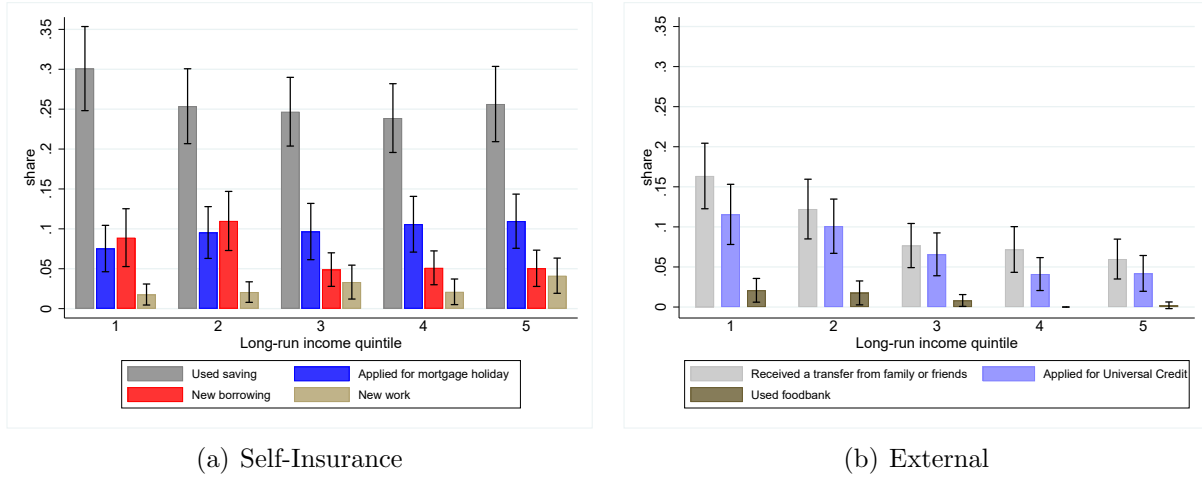 share
0 .05 .1 .15 .2 .25 .3 .35
1 2 3 4 5
Long-run income quintile
Used saving Applied for mortgage holiday
New borrowing New work
(a) Self-Insurance
share
0 .05 .1 .15 .2 .25 .3 .35
1 2 3 4 5
Long-run income quintile
Received a transfer from family or friends Applied for Universal Credit
Used foodbank
(b) External